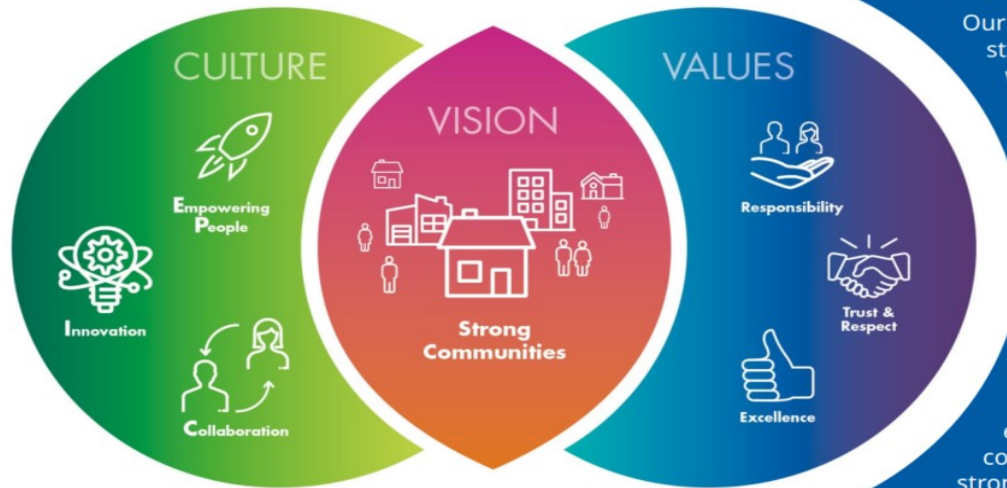 CULTURE
Empowering
People
Innovation
Collaboration
VISION
Strong
Communities
VALUES
Responsibility
Trust &
Respect
Excellence
Our